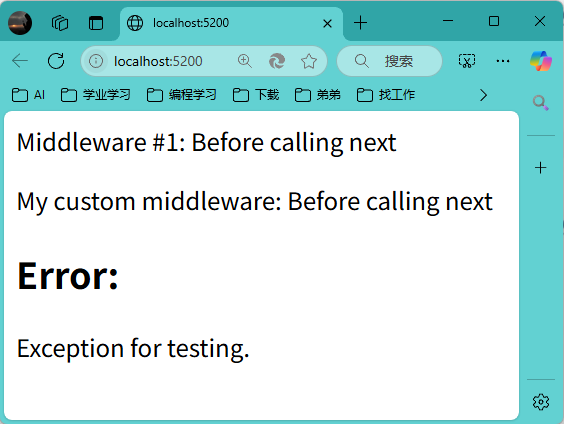 localhost:5200
localhost:5200
搜索
AI 学业学习 编程学习 下载 弟弟 找工作
Middleware #1: Before calling next
My custom middleware: Before calling next
Error:
Exception for testing.